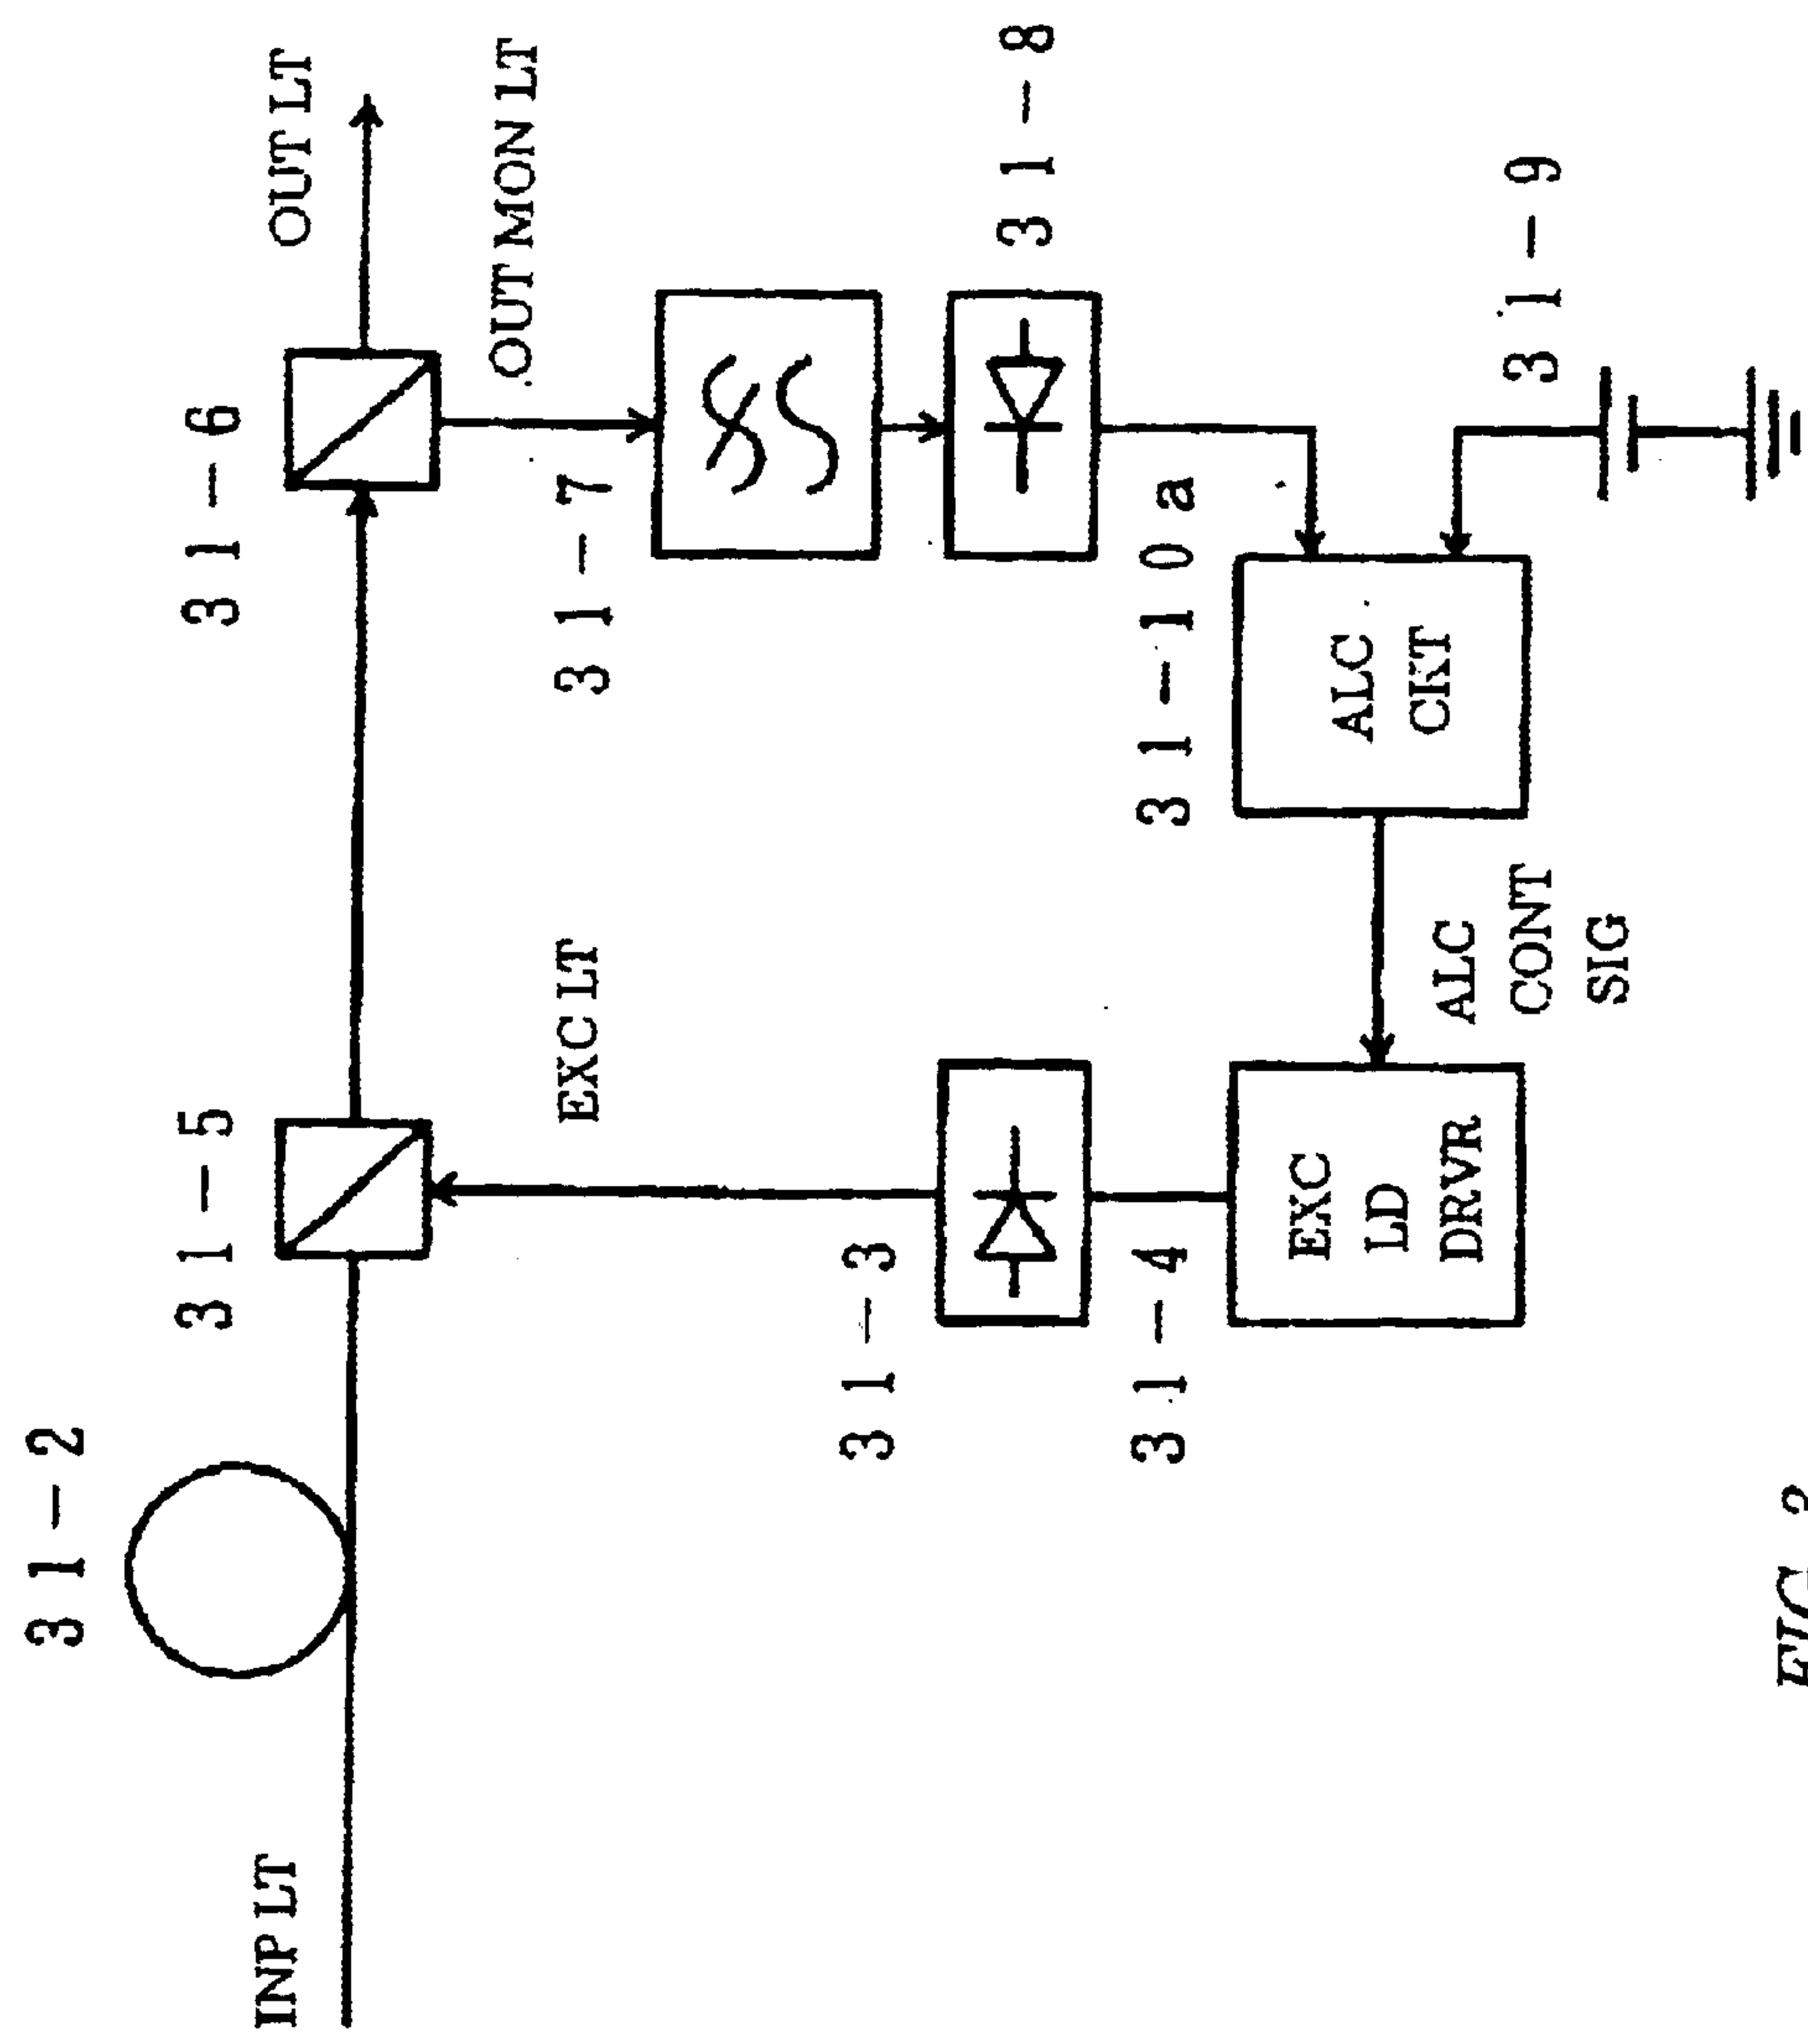 31-2
31-5
31-6
INP LT
OUT LT
OUT MON LT
EXC LT
31-7
31-3
31-8
31-4
31-10a
EXC
LD
DRVR
ALC
CKT
ALC
CONT
SIG
31-9
FIG